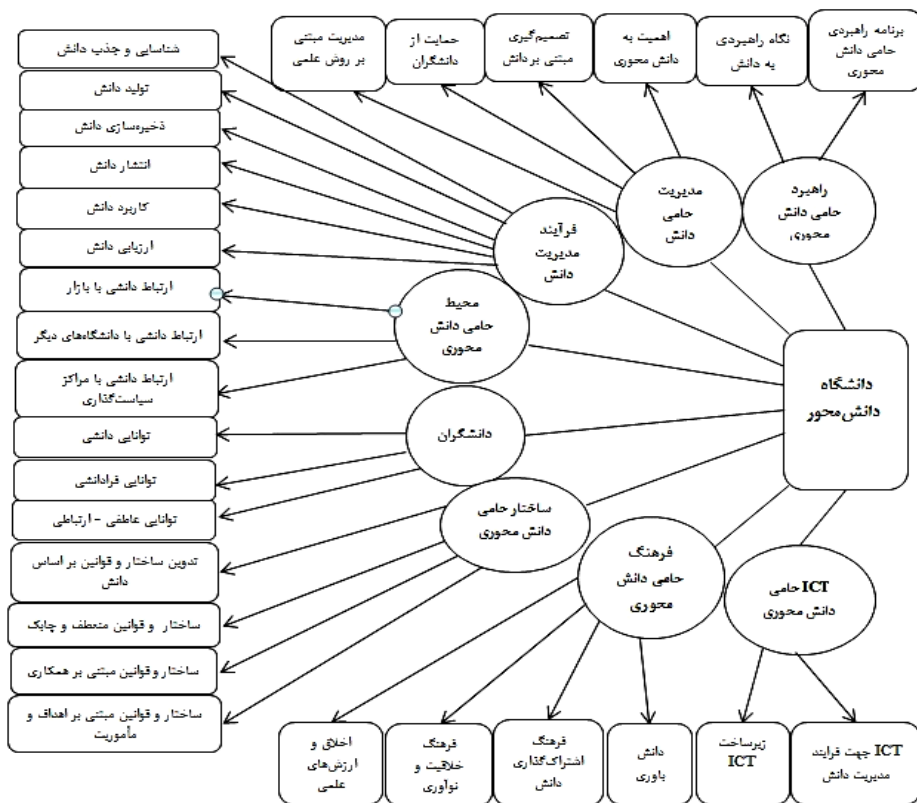 برنامه راهبردی
حامی دانش
محوری
نگاه راهبردی
به دانش
اهمیت به
دانش محوری
تصمیم‌گیری
مبتنی بر دانش
حمایت از
دانشگران
مدیریت مبتنی
بر روش علمی
شناسایی و جذب دانش
تولید دانش
ذخیره‌سازی دانش
انتشار دانش
کاربرد دانش
ارزیابی دانش
ارتباط دانشی با بازار
ارتباط دانشی با دانشگاه‌های دیگر
ارتباط دانشی با مراکز
سیاست‌گذاری
توانایی دانشی
توانایی فرادانشی
توانایی عاطفی - ارتباطی
تدوین ساختار و قوانین بر اساس
دانش
ساختار و قوانین منعطف و چابک
ساختار و قوانین مبتنی بر همکاری
ساختار و قوانین مبتنی بر اهداف و
مأموریت
راهبرد
حامی دانش
محوری
مدیریت
حامی
دانش
فرآیند
مدیریت
دانش
محیط
حامی دانش
محوری
دانشگران
ساختار حامی
دانش محوری
فرهنگ
حامی دانش
محوری
ICT حامی
دانش محوری
دانشگاه
دانش‌محور
ICT جهت فرایند
مدیریت دانش
زیرساخت
ICT
دانش
باوری
فرهنگ
اشتراک‌گذاری
دانش
فرهنگ
خلاقیت و
نوآوری
اخلاق و
ارزش‌های
علمی